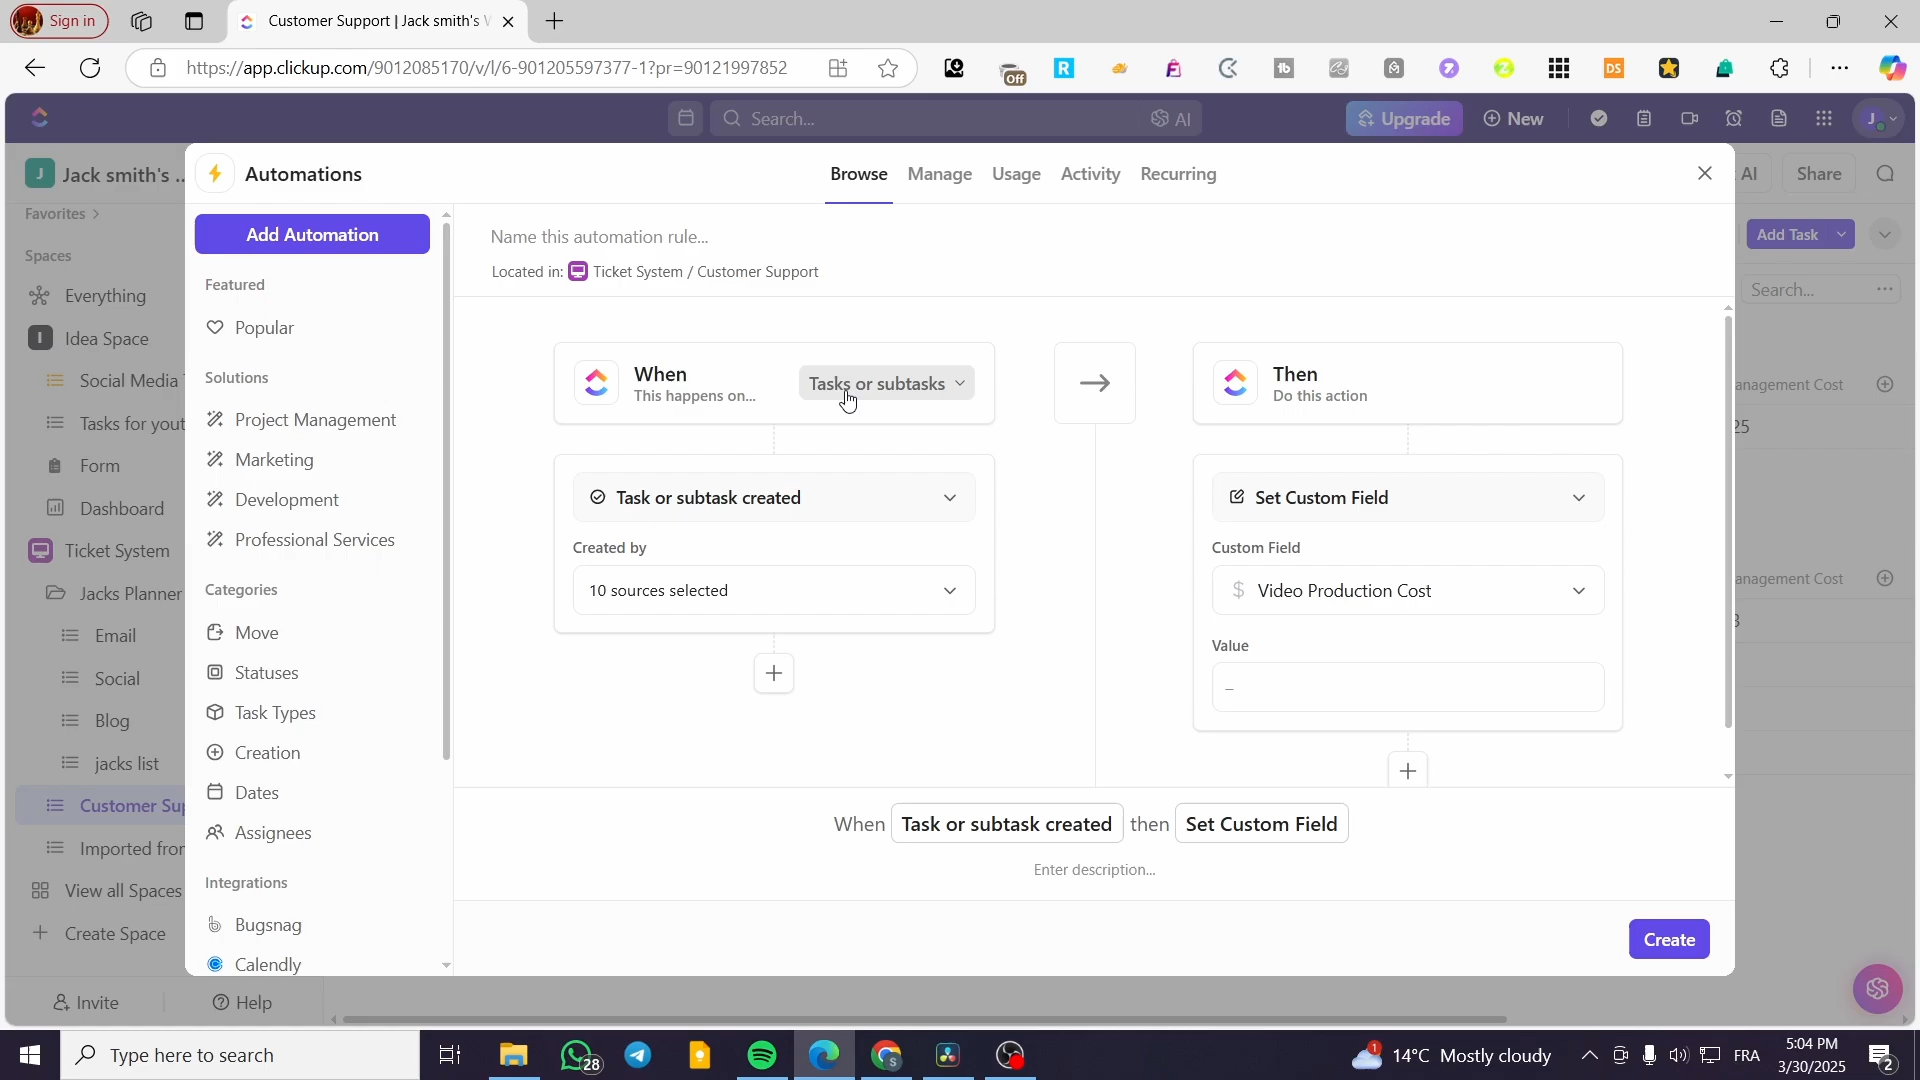 Sign in
Customer Support | Jack smith's
https://app.clickup.com/9012085170/v/l/6-901205597377-1?pr=90121997852
Off
DS
Search...
AI
Upgrade
New
J
J
Jack smith's ...
Automations
Browse
Manage
Usage
Activity
Recurring
AI
Share
Favorites
Spaces
Everything
I
Idea Space
Social Media
Tasks for yout
Form
Dashboard
Ticket System
Jacks Planner
Email
Social
Blog
jacks list
Customer Sup
Imported fror
View all Spaces
Create Space
Invite
Help
Add Automation
Featured
Popular
Solutions
Project Management
Marketing
Development
Professional Services
Categories
Move
Statuses
Task Types
Creation
Dates
Assignees
Integrations
Bugsnag
Calendly
Name this automation rule...
Located in: Ticket System / Customer Support
When
This happens on...
Tasks or subtasks
Task or subtask created
Created by
10 sources selected
Then
Do this action
Set Custom Field
Custom Field
$ Video Production Cost
Value
–
When Task or subtask created then Set Custom Field
Enter description...
Create
Add Task
Search...
anagement Cost
25
anagement Cost
3
Type here to search
28
1
14°C Mostly cloudy
FRA
5:04 PM
3/30/2025
2